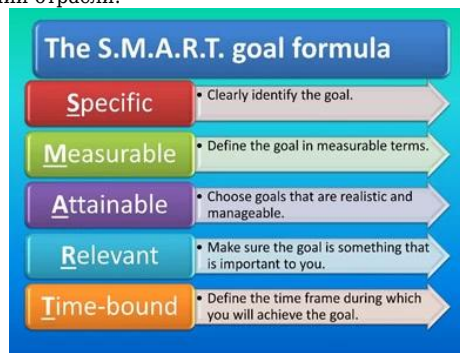 отрасли.
The S.M.A.R.T. goal formula
Specific
• Clearly identify the goal.
Measurable
• Define the goal in measurable terms.
Attainable
• Choose goals that are realistic and
manageable.
Relevant
• Make sure the goal is something that
is important to you.
Time-bound
• Define the time frame during which
you will achieve the goal.